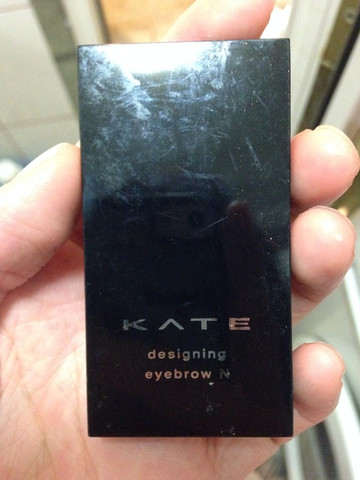 KATE
designing
eyebrow N